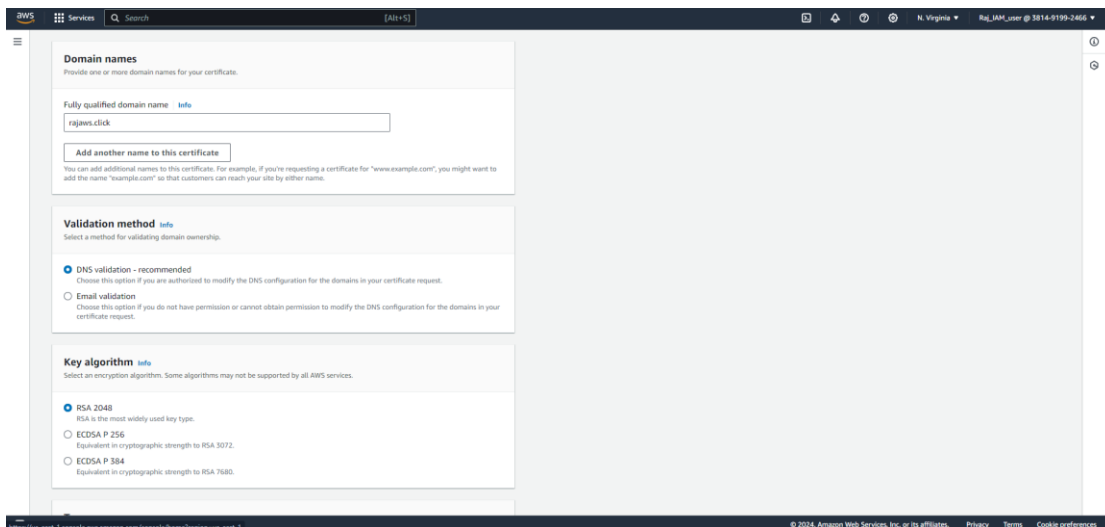 aws
Services
Search
[Alt+S]
N. Virginia
Raj_IAM_user @ 3814-9199-2466
Domain names
Provide one or more domain names for your certificate.
Fully qualified domain name Info
rajaws.click
Add another name to this certificate
You can add additional names to this certificate. For example, if you're requesting a certificate for "www.example.com", you might want to
add the name "example.com" so that customers can reach your site by either name.
Validation method Info
Select a method for validating domain ownership.
DNS validation - recommended
Choose this option if you are authorized to modify the DNS configuration for the domains in your certificate request.
Email validation
Choose this option if you do not have permission or cannot obtain permission to modify the DNS configuration for the domains in your
certificate request.
Key algorithm Info
Select an encryption algorithm. Some algorithms may not be supported by all AWS services.
RSA 2048
RSA is the most widely used key type.
ECDSA P 256
Equivalent in cryptographic strength to RSA 3072.
ECDSA P 384
Equivalent in cryptographic strength to RSA 7680.
© 2024, Amazon Web Services, Inc. or its affiliates.
Privacy
Terms
Cookie preferences